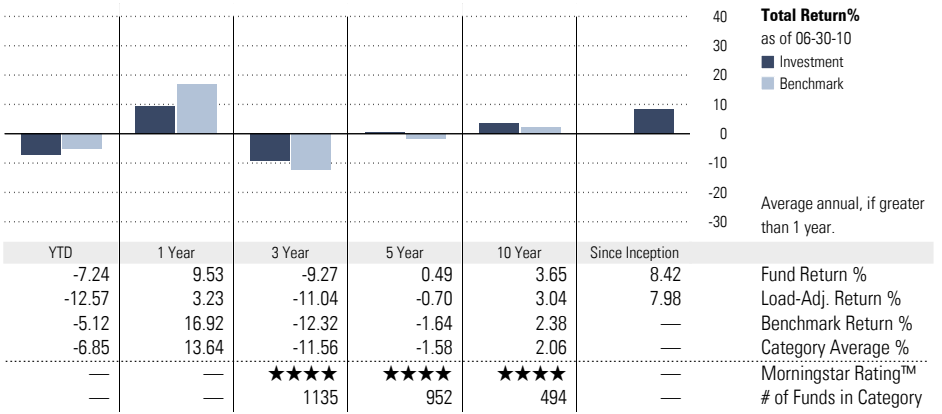 40
30
20
10
0
-10
-20
-30
Total Return%
as of 06-30-10
Investment
Benchmark
Average annual, if greater
than 1 year.
YTD 1 Year 3 Year 5 Year 10 Year Since Inception
-7.24 9.53 -9.27 0.49 3.65 8.42 Fund Return %
-12.57 3.23 -11.04 -0.70 3.04 7.98 Load-Adj. Return %
-5.12 16.92 -12.32 -1.64 2.38 — Benchmark Return %
-6.85 13.64 -11.56 -1.58 2.06 — Category Average %
— — ★★★★ ★★★★ ★★★★ — Morningstar Rating™
— — 1135 952 494 — # of Funds in Category